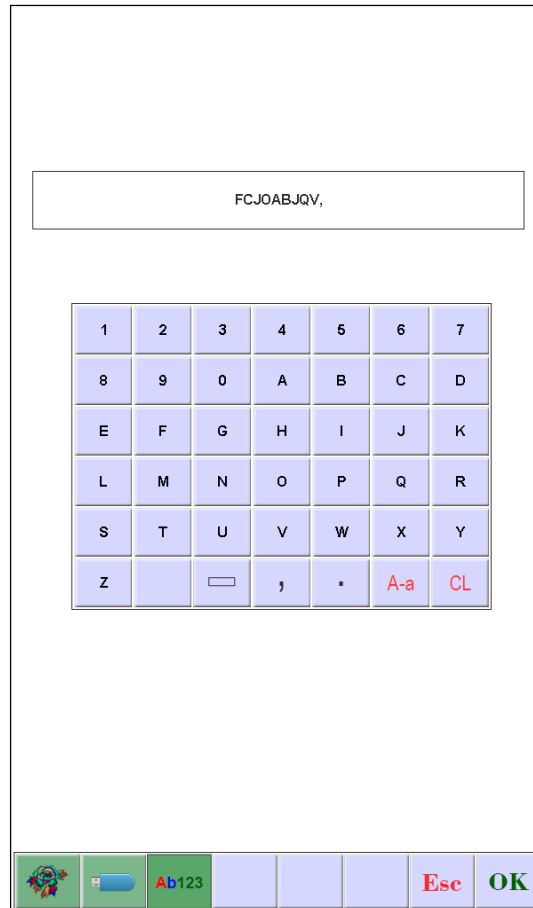 FCJOABJQV,
1 2 3 4 5 6 7
8 9 0 A B C D
E F G H I J K
L M N O P Q R
S T U V W X Y
Z , . A-a CL
Ab123 Esc OK